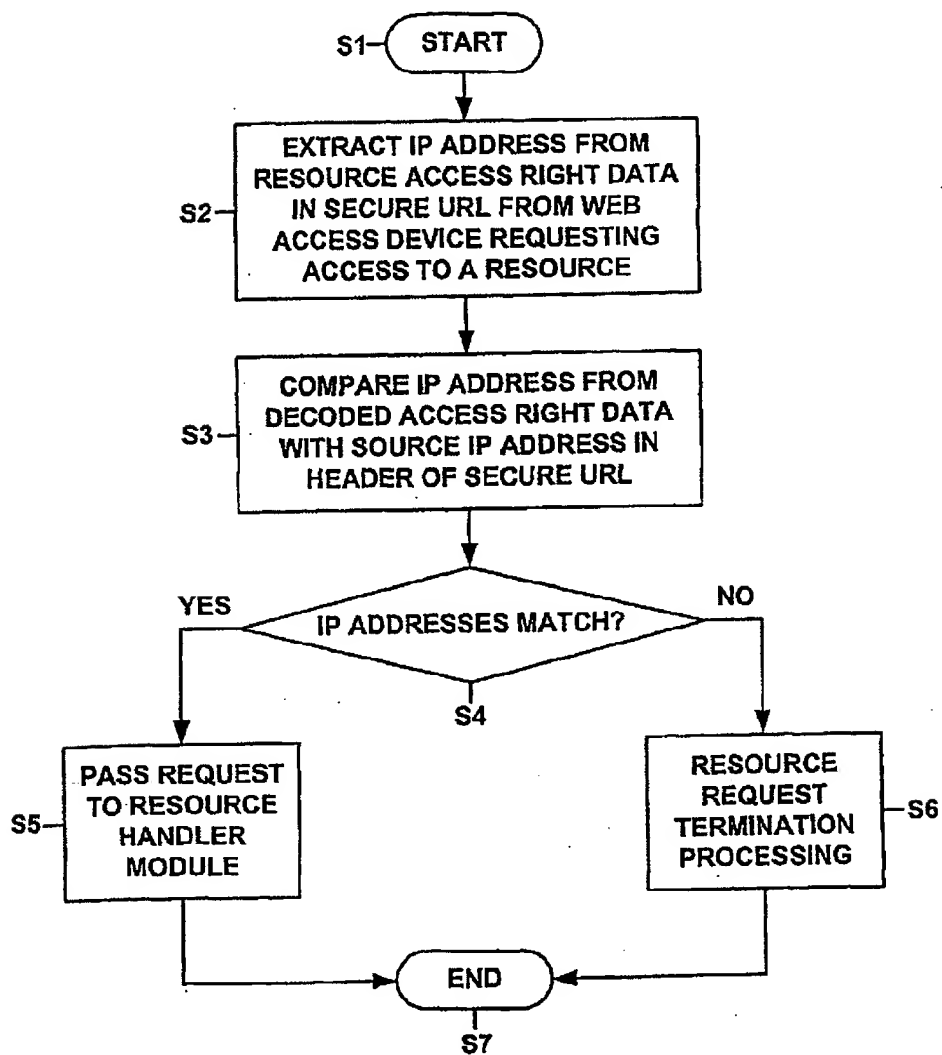 S1
START
EXTRACT IP ADDRESS FROM
RESOURCE ACCESS RIGHT DATA
IN SECURE URL FROM WEB
ACCESS DEVICE REQUESTING
ACCESS TO A RESOURCE
S2
COMPARE IP ADDRESS FROM
DECODED ACCESS RIGHT DATA
WITH SOURCE IP ADDRESS IN
HEADER OF SECURE URL
S3
YES
IP ADDRESSES MATCH?
NO
S4
PASS REQUEST
TO RESOURCE
HANDLER
MODULE
S5
RESOURCE
REQUEST
TERMINATION
PROCESSING
S6
END
S7